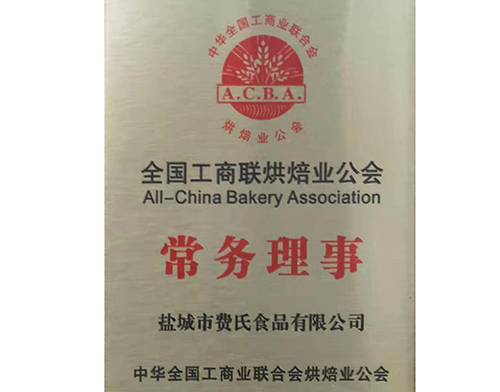 中华全国工商业联合会
A.C.B.A.
烘焙业公会
全国工商联烘焙业公会
All-China Bakery Association
常务理事
盐城市费氏食品有限公司
中华全国工商业联合会烘焙业公会